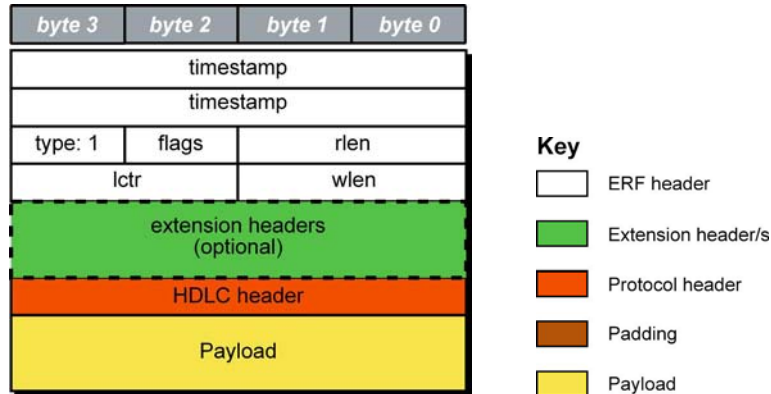 byte 3 byte 2 byte 1 byte 0
timestamp
timestamp
type: 1 flags rlen
lctr wlen
extension headers
(optional)
HDLC header
Payload
Key
ERF header
Extension header/s
Protocol header
Padding
Payload